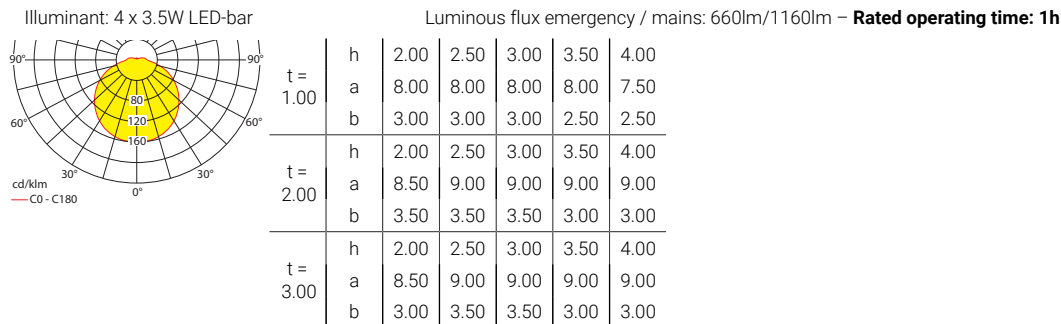 Illuminant: 4 x 3.5W LED-bar
Luminous flux emergency / mains: 660lm/1160lm – Rated operating time: 1h
90° 90°
80
120
60° 60°
160
30° 30°
0°
cd/klm
C0 - C180
t = 1.00
h 2.00 2.50 3.00 3.50 4.00
a 8.00 8.00 8.00 8.00 7.50
b 3.00 3.00 3.00 2.50 2.50
t = 2.00
h 2.00 2.50 3.00 3.50 4.00
a 8.50 9.00 9.00 9.00 9.00
b 3.50 3.50 3.50 3.00 3.00
t = 3.00
h 2.00 2.50 3.00 3.50 4.00
a 8.50 9.00 9.00 9.00 9.00
b 3.00 3.50 3.50 3.00 3.00